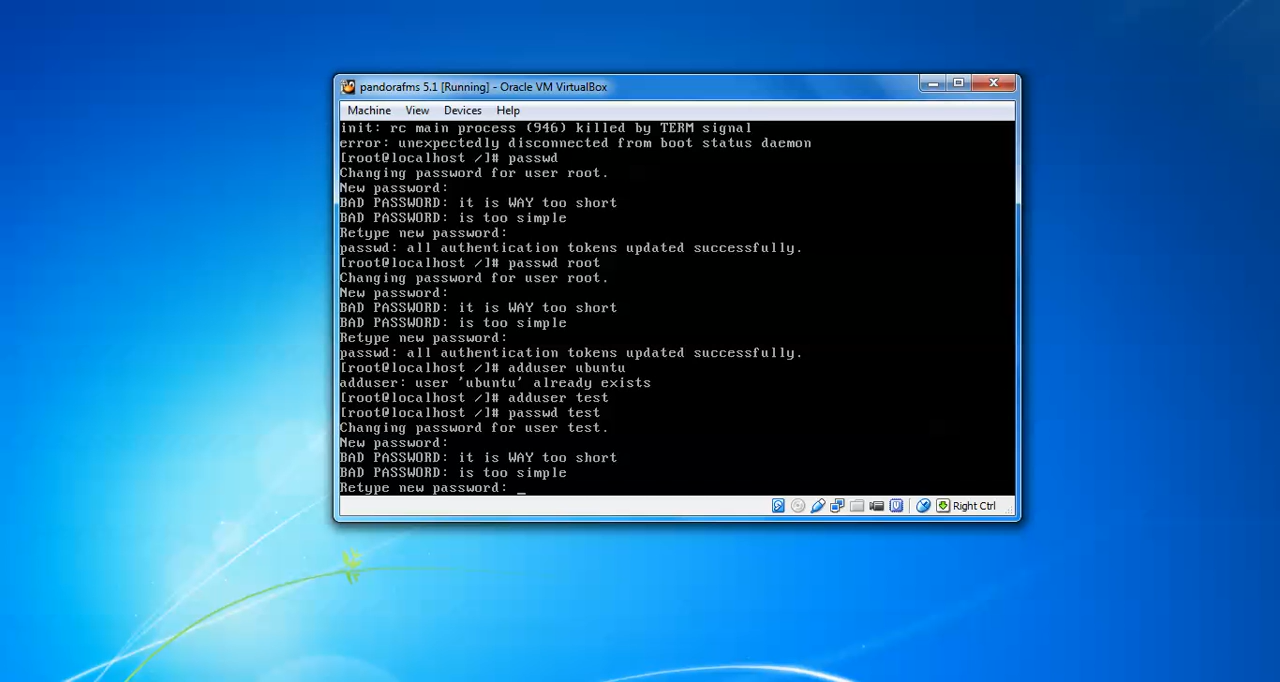 pandorafms 5.1 [Running] - Oracle VM VirtualBox
Machine View Devices Help
init: rc main process (946) killed by TERM signal
error: unexpectedly disconnected from boot status daemon
[root@localhost /]# passwd
Changing password for user root.
New password:
BAD PASSWORD: it is WAY too short
BAD PASSWORD: is too simple
Retype new password:
passwd: all authentication tokens updated successfully.
[root@localhost /]# passwd root
Changing password for user root.
New password:
BAD PASSWORD: it is WAY too short
BAD PASSWORD: is too simple
Retype new password:
passwd: all authentication tokens updated successfully.
[root@localhost /]# adduser ubuntu
adduser: user 'ubuntu' already exists
[root@localhost /]# adduser test
[root@localhost /]# passwd test
Changing password for user test.
New password:
BAD PASSWORD: it is WAY too short
BAD PASSWORD: is too simple
Retype new password: _
Right Ctrl